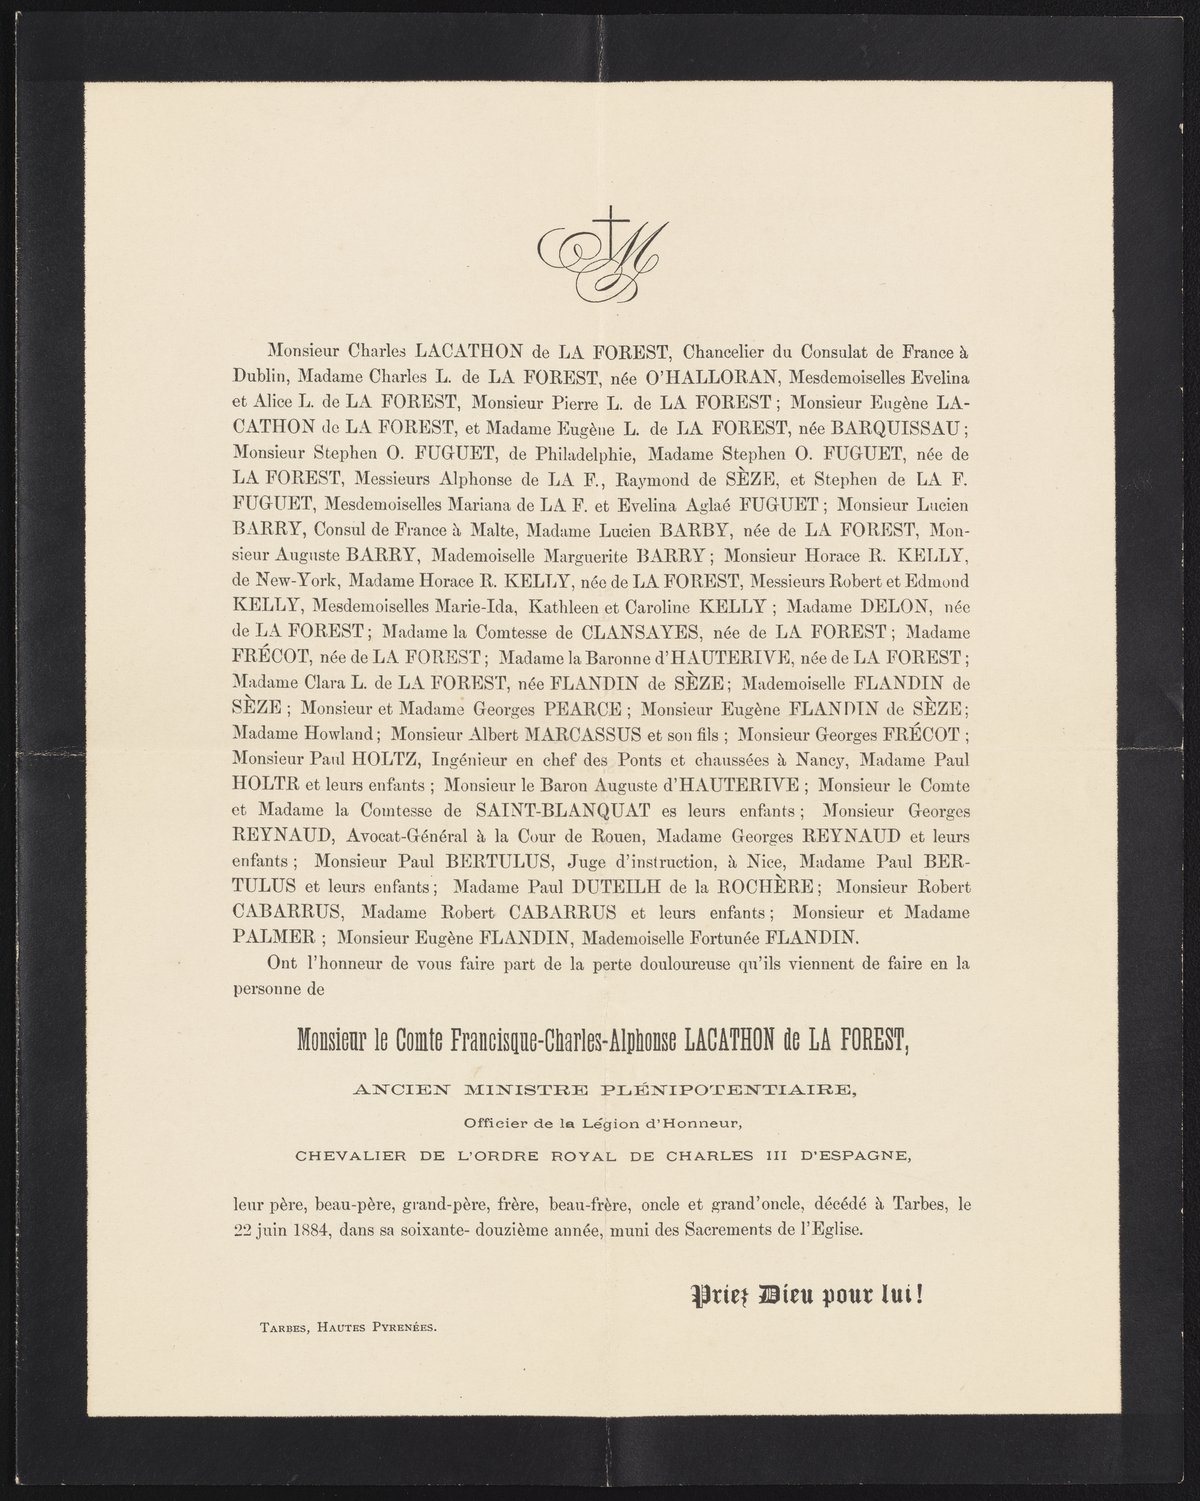 M
Monsieur Charles LACATHON de LA FOREST, Chancelier du Consulat de France à
Dublin, Madame Charles L. de LA FOREST, née O'HALLORAN, Mesdemoiselles Evelina
et Alice L. de LA FOREST, Monsieur Pierre L. de LA FOREST ; Monsieur Eugène LA-
CATHON de LA FOREST, et Madame Eugène L. de LA FOREST, née BARQUISSAU ;
Monsieur Stephen O. FUGUET, de Philadelphie, Madame Stephen O. FUGUET, née de
LA FOREST, Messieurs Alphonse de LA F., Raymond de SÈZE, et Stephen de LA F.
FUGUET, Mesdemoiselles Mariana de LA F. et Evelina Aglaé FUGUET ; Monsieur Lucien
BARRY, Consul de France à Malte, Madame Lucien BARBY, née de LA FOREST, Mon-
sieur Auguste BARRY, Mademoiselle Marguerite BARRY ; Monsieur Horace R. KELLY,
de New-York, Madame Horace R. KELLY, née de LA FOREST, Messieurs Robert et Edmond
KELLY, Mesdemoiselles Marie-Ida, Kathleen et Caroline KELLY ; Madame DELON, née
de LA FOREST ; Madame la Comtesse de CLANSAYES, née de LA FOREST ; Madame
FRÉCOT, née de LA FOREST ; Madame la Baronne d'HAUTERIVE, née de LA FOREST ;
Madame Clara L. de LA FOREST, née FLANDIN de SÈZE ; Mademoiselle FLANDIN de
SÈZE ; Monsieur et Madame Georges PEARCE ; Monsieur Eugène FLANDIN de SÈZE ;
Madame Howland ; Monsieur Albert MARCASSUS et son fils ; Monsieur Georges FRÉCOT ;
Monsieur Paul HOLTZ, Ingénieur en chef des Ponts et chaussées à Nancy, Madame Paul
HOLTR et leurs enfants ; Monsieur le Baron Auguste d'HAUTERIVE ; Monsieur le Comte
et Madame la Comtesse de SAINT-BLANQUAT es leurs enfants ; Monsieur Georges
REYNAUD, Avocat-Général à la Cour de Rouen, Madame Georges REYNAUD et leurs
enfants ; Monsieur Paul BERTULUS, Juge d'instruction, à Nice, Madame Paul BER-
TULUS et leurs enfants ; Madame Paul DUTEILH de la ROCHÈRE ; Monsieur Robert
CABARRUS, Madame Robert CABARRUS et leurs enfants ; Monsieur et Madame
PALMER ; Monsieur Eugène FLANDIN, Mademoiselle Fortunée FLANDIN.
Ont l'honneur de vous faire part de la perte douloureuse qu'ils viennent de faire en la
personne de
Monsieur le Comte Francisque-Charles-Alphonse LACATHON de LA FOREST,
ANCIEN MINISTRE PLÉNIPOTENTIAIRE,
Officier de la Légion d'Honneur,
CHEVALIER DE L'ORDRE ROYAL DE CHARLES III D'ESPAGNE,
leur père, beau-père, grand-père, frère, beau-frère, oncle et grand'oncle, décédé à Tarbes, le
22 juin 1884, dans sa soixante- douzième année, muni des Sacrements de l'Eglise.
Priez Dieu pour lui !
TARBES, HAUTES PYRENÉES.